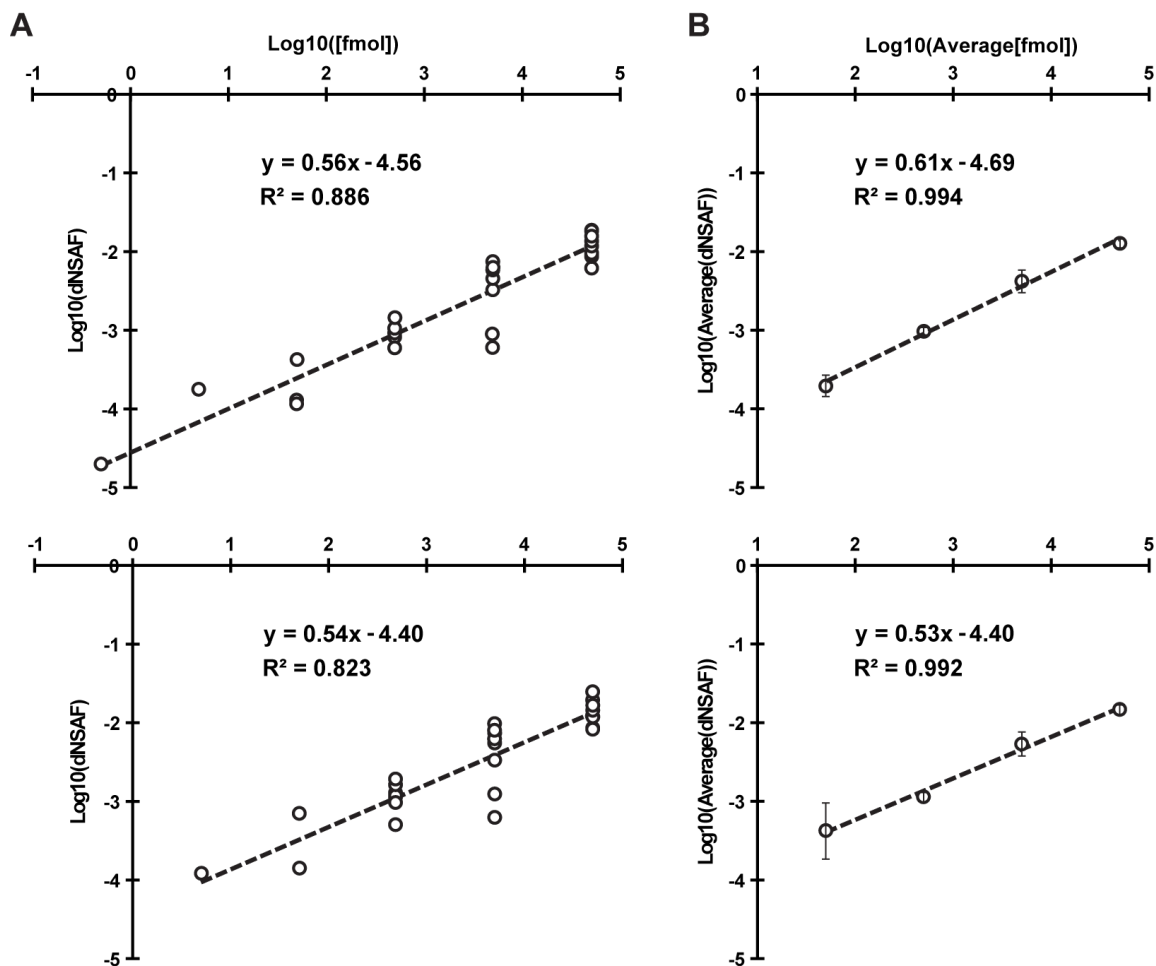 A
Log10([fmol])
-1 0 1 2 3 4 5
0
-1
-2
-3
-4
-5
Log10(dNSAF)
y = 0.56x - 4.56
R² = 0.886
B
Log10(Average[fmol])
1 2 3 4 5
0
-1
-2
-3
-4
-5
Log10(Average(dNSAF))
y = 0.61x - 4.69
R² = 0.994
-1 0 1 2 3 4 5
0
-1
-2
-3
-4
-5
Log10(dNSAF)
y = 0.54x - 4.40
R² = 0.823
1 2 3 4 5
0
-1
-2
-3
-4
-5
Log10(Average(dNSAF))
y = 0.53x - 4.40
R² = 0.992